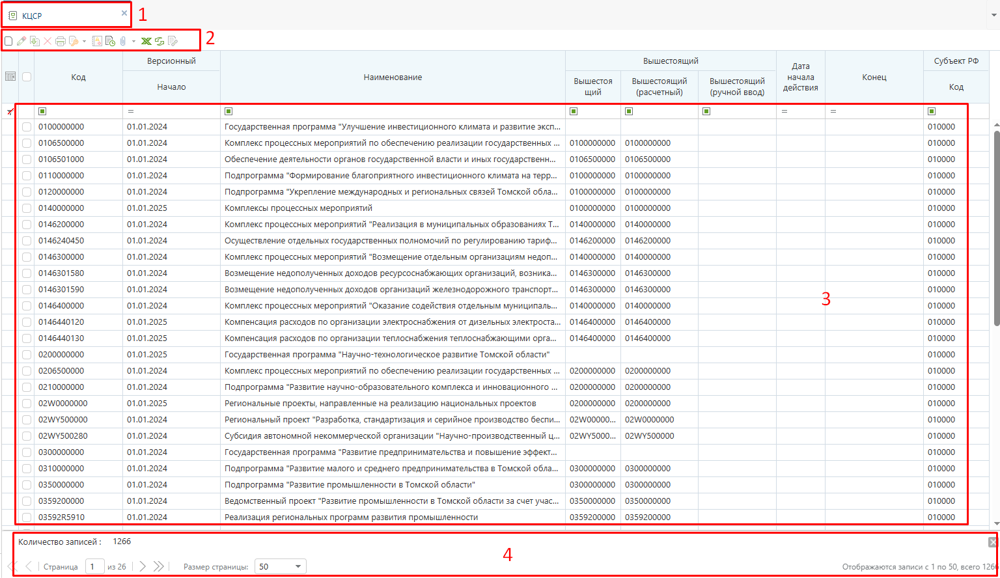 КЦСР
1
2
Код
Версионный
Начало
Наименование
Вышестоящий
Вышестоя
щий
Вышестоящий
(расчетный)
Вышестоящий
(ручной ввод)
Дата
начала
действия
Конец
Субъект РФ
Код
= = =
0100000000 01.01.2024 Государственная программа "Улучшение инвестиционного климата и развитие эксп... 010000
0106500000 01.01.2024 Комплекс процессных мероприятий по обеспечению реализации государственных ... 0100000000 0100000000 010000
0106501000 01.01.2024 Обеспечение деятельности органов государственной власти и иных государственн... 0106500000 0106500000 010000
0110000000 01.01.2024 Подпрограмма "Формирование благоприятного инвестиционного климата на терр... 0100000000 0100000000 010000
0120000000 01.01.2024 Подпрограмма "Укрепление международных и региональных связей Томской обла... 0100000000 0100000000 010000
0140000000 01.01.2025 Комплексы процессных мероприятий 0100000000 0100000000 010000
0146200000 01.01.2024 Комплекс процессных мероприятий "Реализация в муниципальных образованиях Т... 0140000000 0140000000 010000
0146240450 01.01.2024 Осуществление отдельных государственных полномочий по регулированию тариф... 0146200000 0146200000 010000
0146300000 01.01.2024 Комплекс процессных мероприятий "Возмещение отдельным организациям недоп... 0140000000 0140000000 010000
0146301580 01.01.2024 Возмещение недополученных доходов ресурсоснабжающих организаций, возника... 0146300000 0146300000 010000
0146301590 01.01.2024 Возмещение недополученных доходов организаций железнодорожного транспорт... 0146300000 0146300000 010000
3
0146400000 01.01.2024 Комплекс процессных мероприятий "Оказание содействия отдельным муниципаль... 0140000000 0140000000 010000
0146440120 01.01.2025 Компенсация расходов по организации электроснабжения от дизельных электроста... 0146400000 0146400000 010000
0146440130 01.01.2025 Компенсация расходов по организации теплоснабжения теплоснабжающими орга... 0146400000 0146400000 010000
0200000000 01.01.2025 Государственная программа "Научно-технологическое развитие Томской области" 010000
0206500000 01.01.2024 Комплекс процессных мероприятий по обеспечению реализации государственных ... 0200000000 0200000000 010000
0210000000 01.01.2024 Подпрограмма "Развитие научно-образовательного комплекса и инновационного ... 0200000000 0200000000 010000
02W0000000 01.01.2025 Региональные проекты, направленные на реализацию национальных проектов 0200000000 0200000000 010000
02WY500000 01.01.2024 Региональный проект "Разработка, стандартизация и серийное производство беспи... 02W00000... 02W0000000 010000
02WY500280 01.01.2024 Субсидия автономной некоммерческой организации "Научно-производственный ц... 02WY5000... 02WY500000 010000
0300000000 01.01.2024 Государственная программа "Развитие предпринимательства и повышение эффект... 010000
0310000000 01.01.2024 Подпрограмма "Развитие малого и среднего предпринимательства в Томской обла... 0300000000 0300000000 010000
0350000000 01.01.2024 Подпрограмма "Развитие промышленности в Томской области" 0300000000 0300000000 010000
0359200000 01.01.2024 Ведомственный проект "Развитие промышленности в Томской области за счет учас... 0350000000 0350000000 010000
03592R5910 01.01.2024 Реализация региональных программ развития промышленности 0359200000 0359200000 010000
Количество записей : 1266
4
Страница 1 из 26 Размер страницы: 50 Отображаются записи с 1 по 50, всего 1266